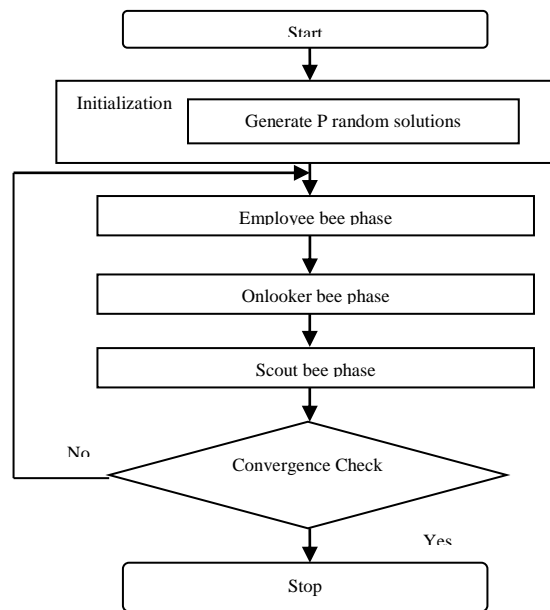 Start
Initialization
Generate P random solutions
Employee bee phase
Onlooker bee phase
Scout bee phase
No
Convergence Check
Yes
Stop